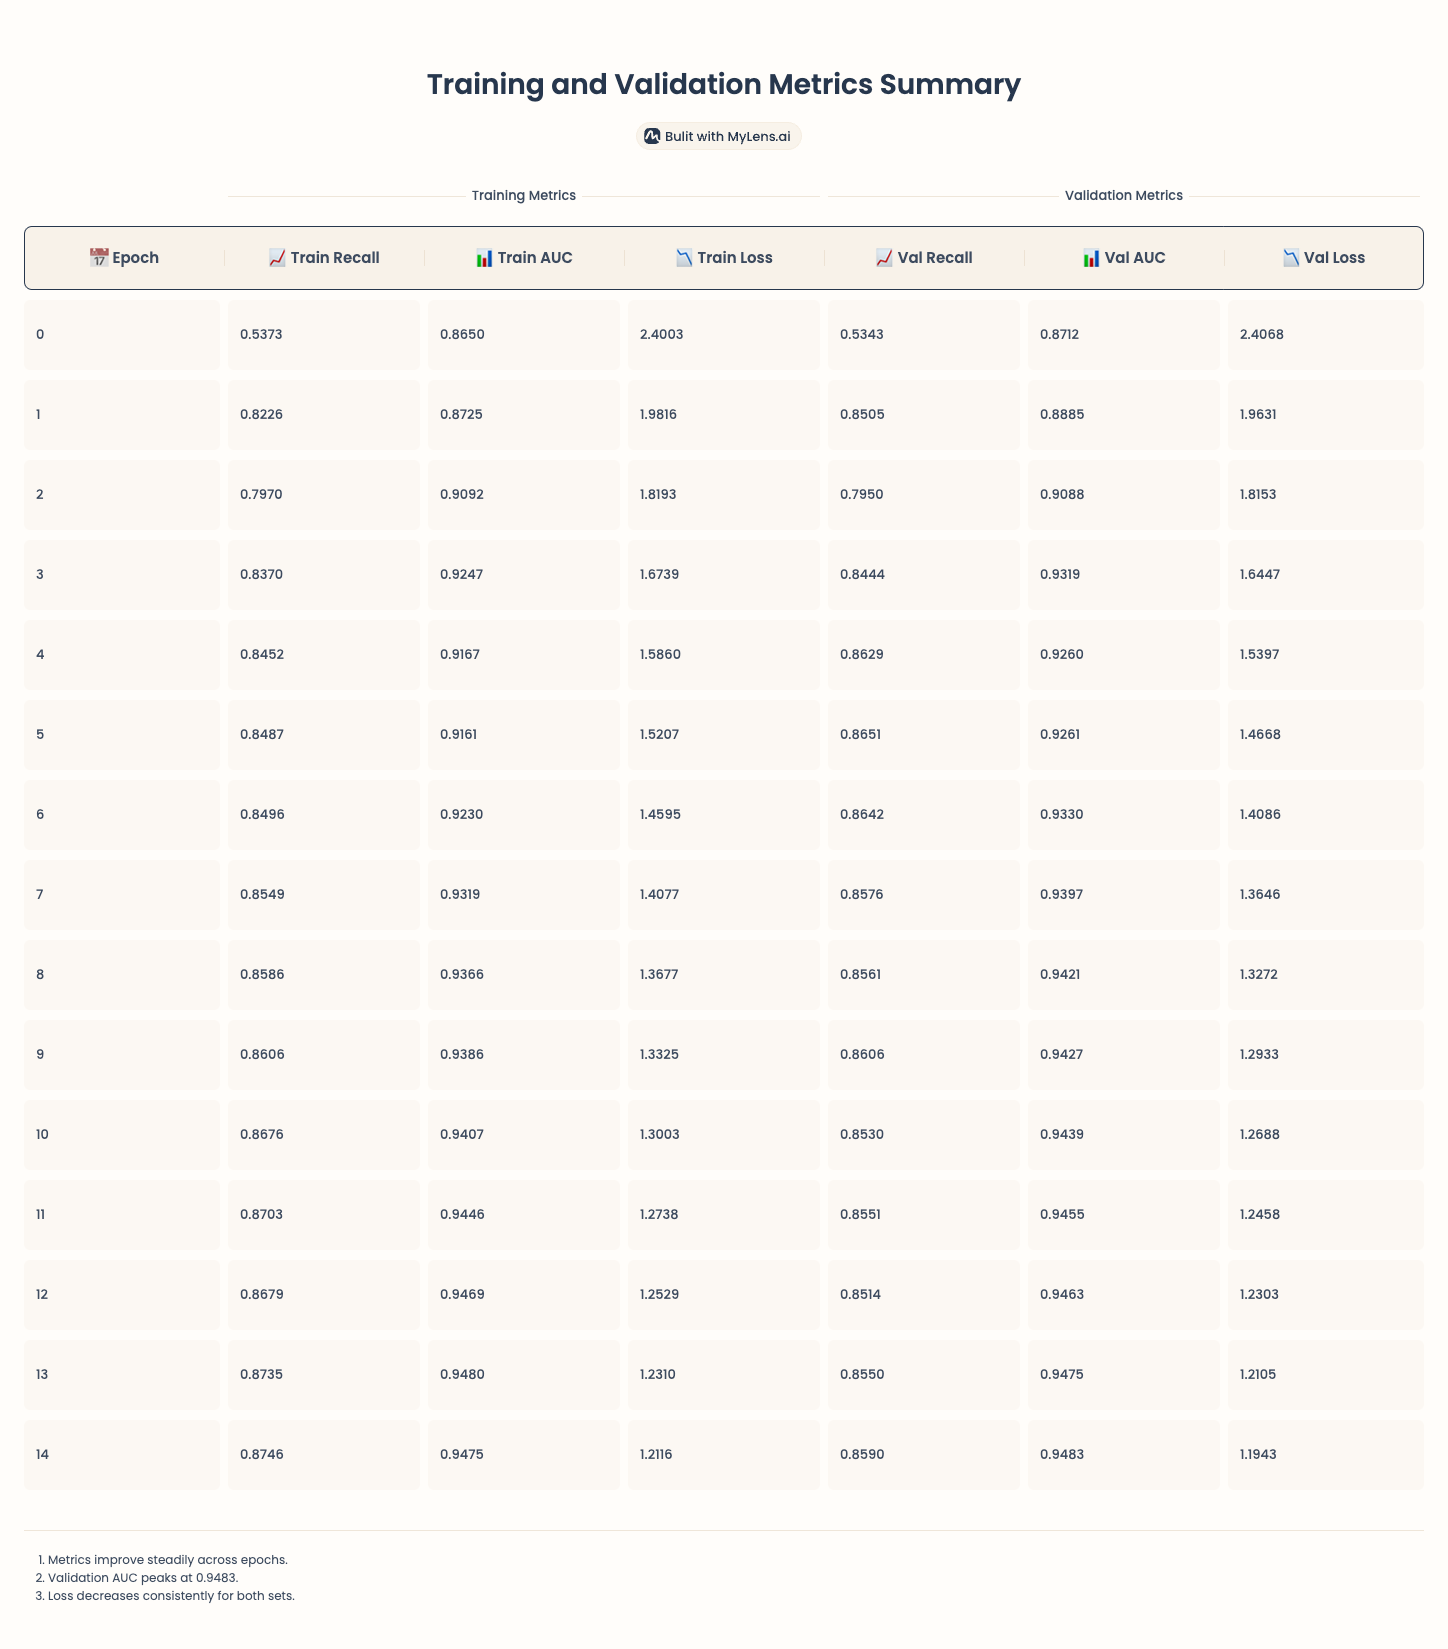 Training and Validation Metrics Summary
Bulit with MyLens.ai
Training Metrics Validation Metrics
17 Epoch Train Recall Train AUC Train Loss Val Recall Val AUC Val Loss
0 0.5373 0.8650 2.4003 0.5343 0.8712 2.4068
1 0.8226 0.8725 1.9816 0.8505 0.8885 1.9631
2 0.7970 0.9092 1.8193 0.7950 0.9088 1.8153
3 0.8370 0.9247 1.6739 0.8444 0.9319 1.6447
4 0.8452 0.9167 1.5860 0.8629 0.9260 1.5397
5 0.8487 0.9161 1.5207 0.8651 0.9261 1.4668
6 0.8496 0.9230 1.4595 0.8642 0.9330 1.4086
7 0.8549 0.9319 1.4077 0.8576 0.9397 1.3646
8 0.8586 0.9366 1.3677 0.8561 0.9421 1.3272
9 0.8606 0.9386 1.3325 0.8606 0.9427 1.2933
10 0.8676 0.9407 1.3003 0.8530 0.9439 1.2688
11 0.8703 0.9446 1.2738 0.8551 0.9455 1.2458
12 0.8679 0.9469 1.2529 0.8514 0.9463 1.2303
13 0.8735 0.9480 1.2310 0.8550 0.9475 1.2105
14 0.8746 0.9475 1.2116 0.8590 0.9483 1.1943
1. Metrics improve steadily across epochs.
2. Validation AUC peaks at 0.9483.
3. Loss decreases consistently for both sets.